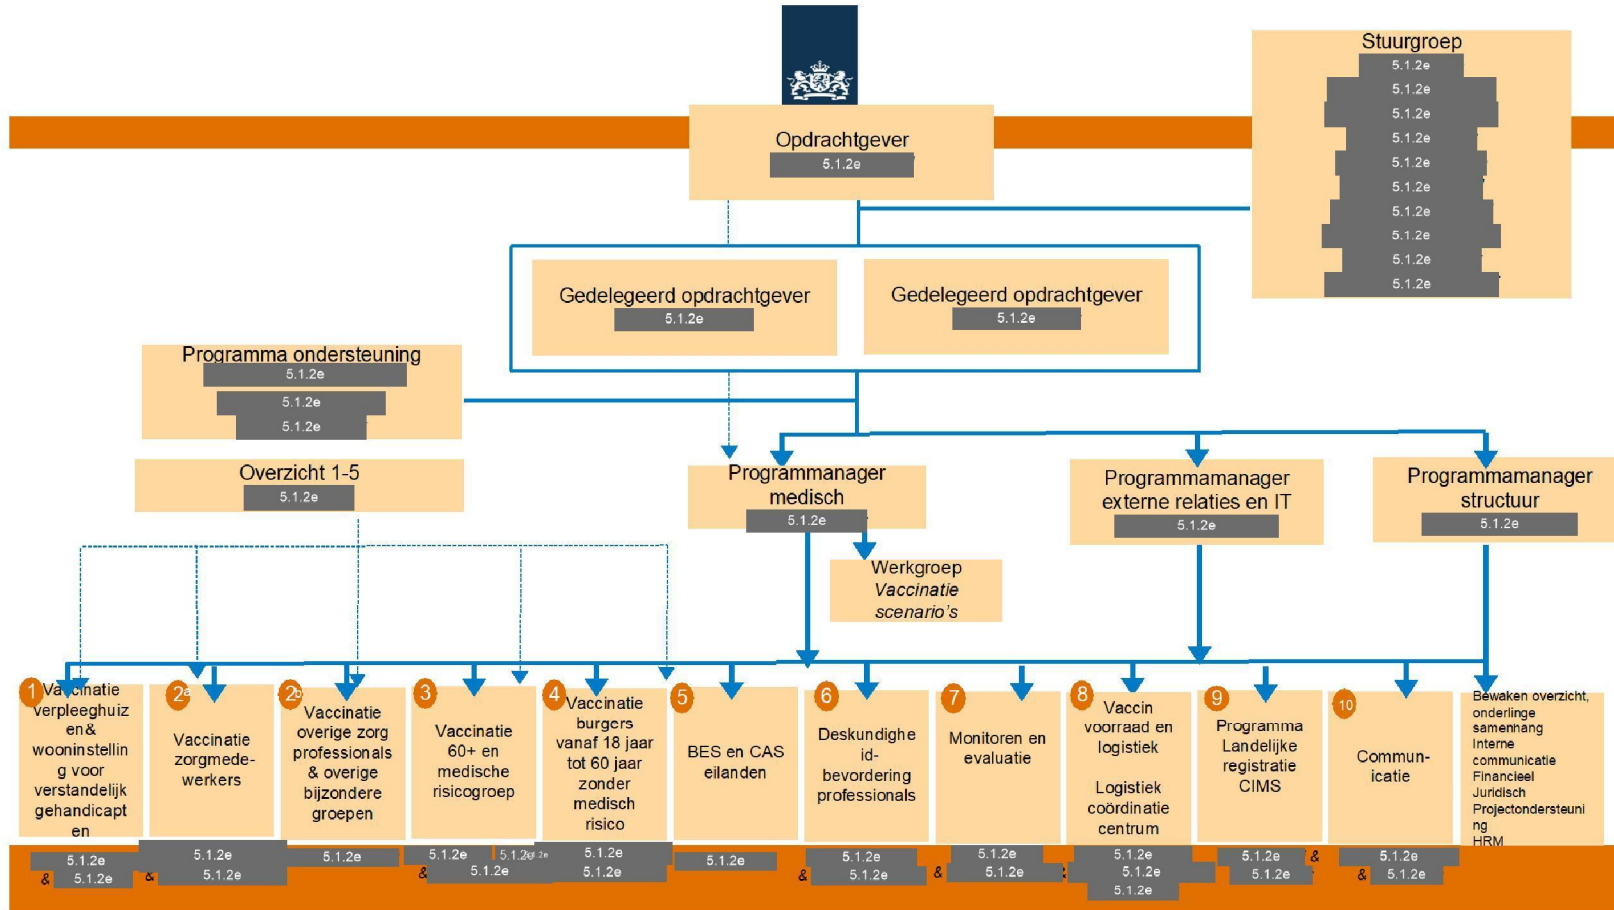 Stuurgroep
5.1.2e
5.1.2e
5.1.2e
5.1.2e
5.1.2e
5.1.2e
5.1.2e
5.1.2e
5.1.2e
5.1.2e
Opdrachtgever
5.1.2e
Gedelegeerd opdrachtgever
5.1.2e
Gedelegeerd opdrachtgever
5.1.2e
Programma ondersteuning
5.1.2e
5.1.2e
5.1.2e
Overzicht 1-5
5.1.2e
Programmanager
medisch
5.1.2e
Programmamanager
externe relaties en IT
5.1.2e
Programmamanager
structuur
5.1.2e
Werkgroep
Vaccinatie
scenario's
1
Vaccinatie
verpleeghuiz
en&
wooninstellin
g voor
verstandelijk
gehandicapt
en
5.1.2e
& 5.1.2e
2a
Vaccinatie
zorgmede-
werkers
5.1.2e
& 5.1.2e
2b
Vaccinatie
overige zorg
professionals
& overige
bijzondere
groepen
5.1.2e
3
Vaccinatie
60+ en
medische
risicogroep
5.1.2e 5.1.2e
& 5.1.2e
4
Vaccinatie
burgers
vanaf 18 jaar
tot 60 jaar
zonder
medisch
risico
5.1.2e
5.1.2e
5
BES en CAS
eilanden
5.1.2e
6
Deskundighe
id-
bevordering
professionals
5.1.2e
& 5.1.2e
7
Monitoren en
evaluatie
5.1.2e
& 5.1.2e
8
Vaccin
voorraad en
logistiek
Logistiek
coördinatie
centrum
5.1.2e
& 5.1.2e
5.1.2e
9
Programma
Landelijke
registratie
CIMS
5.1.2e &
5.1.2e
10
Commun-
icatie
5.1.2e
& 5.1.2e
Bewaken overzicht,
onderlinge
samenhang
Interne
communicatie
Financieel
Juridisch
Projectondersteuni
ng
HRM